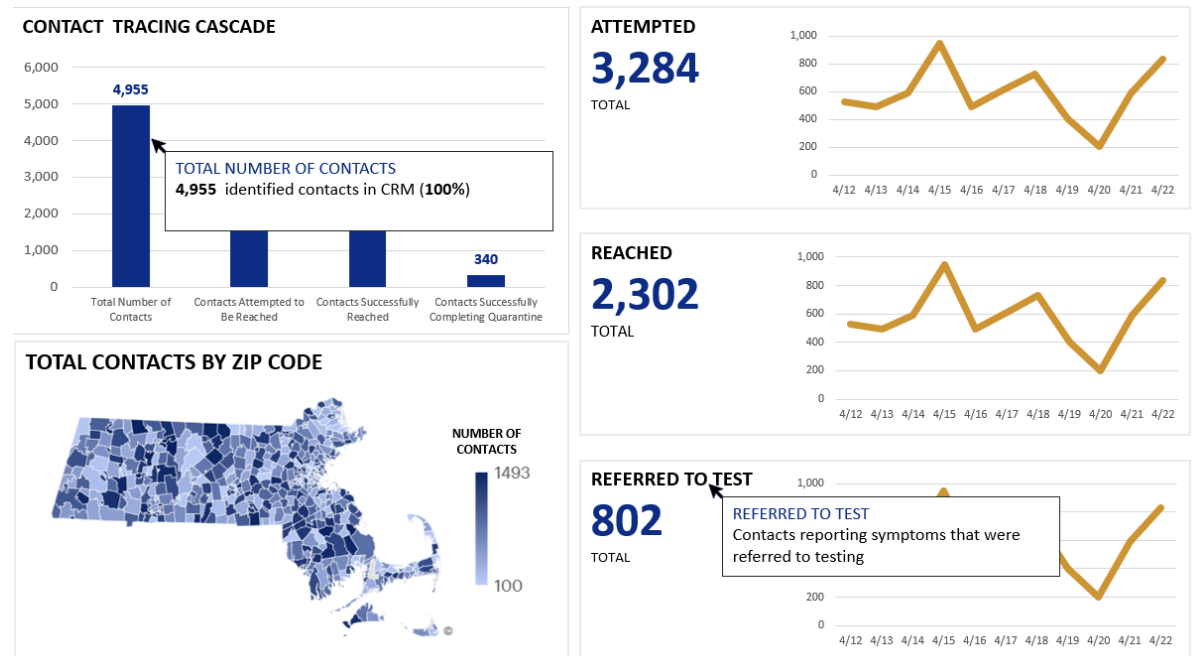 CONTACT TRACING CASCADE
6,000
5,000
4,000
3,000
2,000
1,000
0
4,955
TOTAL NUMBER OF CONTACTS
4,955 identified contacts in CRM (100%)
340
Total Number of
Contacts
Contacts Attempted to
Be Reached
Contacts Successfully
Reached
Contacts Successfully
Completing Quarantine
TOTAL CONTACTS BY ZIP CODE
NUMBER OF
CONTACTS
1493
100
©
ATTEMPTED
3,284
TOTAL
1,000
800
600
400
200
0
4/12 4/13 4/14 4/15 4/16 4/17 4/18 4/19 4/20 4/21 4/22
REACHED
2,302
TOTAL
1,000
800
600
400
200
0
4/12 4/13 4/14 4/15 4/16 4/17 4/18 4/19 4/20 4/21 4/22
REFERRED TO TEST
802
TOTAL
1,000
REFERRED TO TEST
Contacts reporting symptoms that were
referred to testing
200
0
4/12 4/13 4/14 4/15 4/16 4/17 4/18 4/19 4/20 4/21 4/22